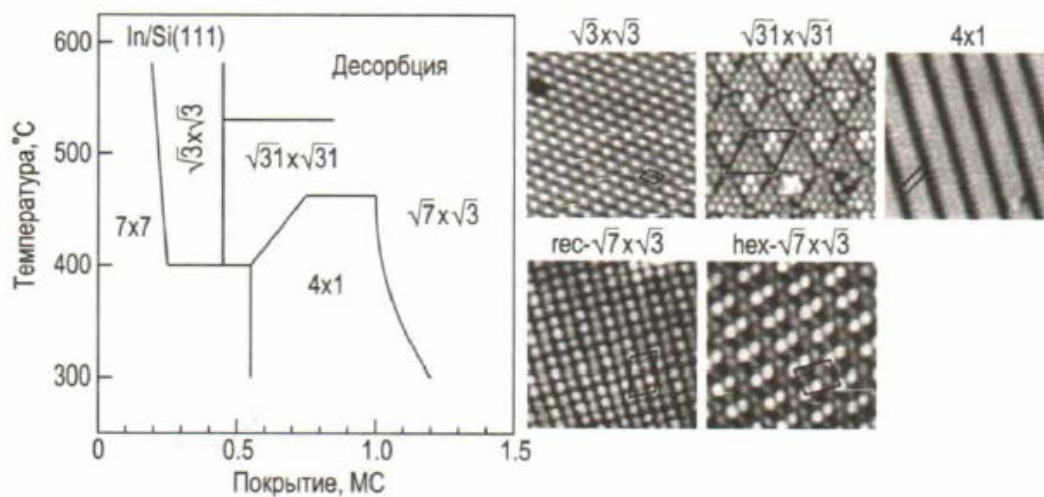 In/Si(111)
Десорбция
√3x√3
√31x√31
7x7
√7x√3
4x1
Температура,°C
600
500
400
300
0
0.5
1.0
1.5
Покрытие, МС
√3x√3
√31x√31
4x1
rec-√7x√3
hex-√7x√3